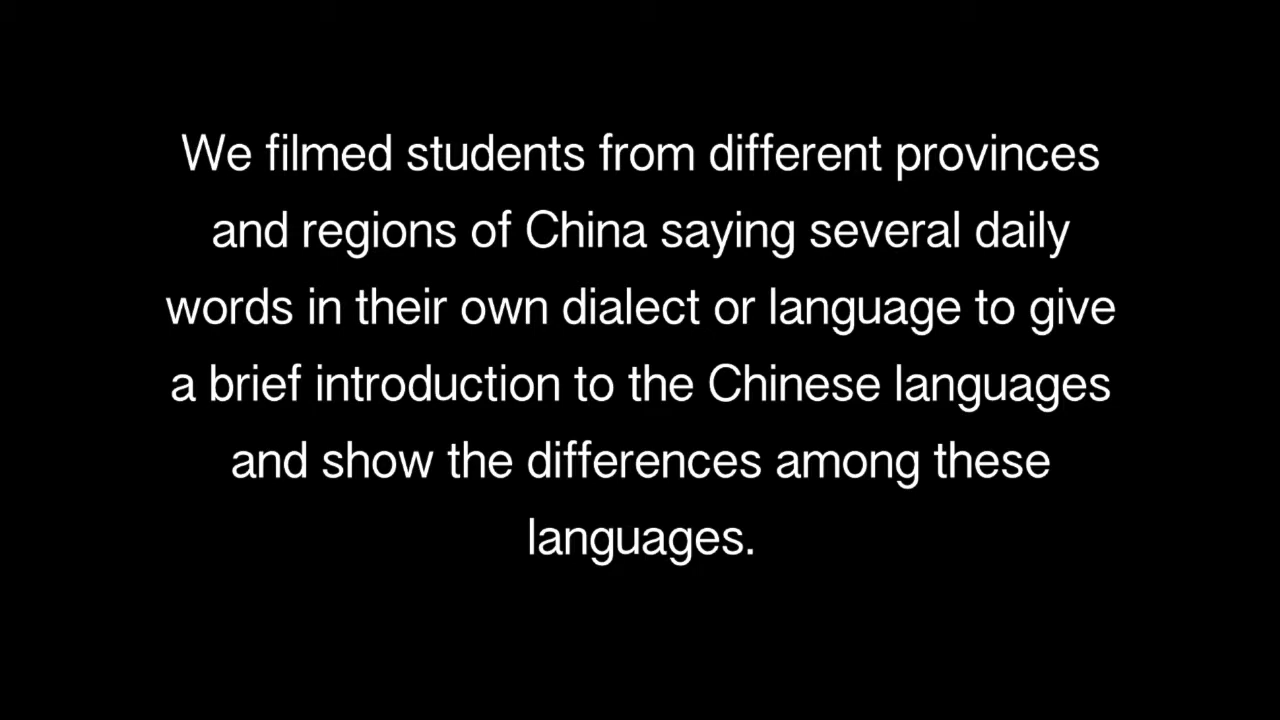 We filmed students from different provinces
and regions of China saying several daily
words in their own dialect or language to give
a brief introduction to the Chinese languages
and show the differences among these
languages.